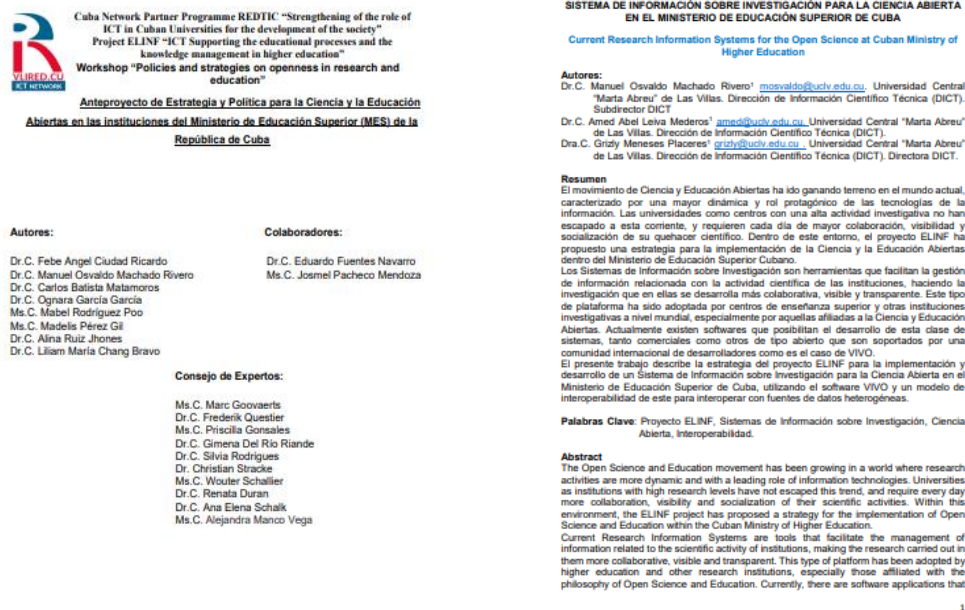 VLIRED.CU
ICT NETWORK
Cuba Network Partner Programme REDTIC “Strengthening of the role of
ICT in Cuban Universities for the development of the society”
Project ELINF “ICT Supporting the educational processes and the
knowledge management in higher education”
Workshop “Policies and strategies on openness in research and
education”
Anteproyecto de Estrategia y Política para la Ciencia y la Educación
Abiertas en las instituciones del Ministerio de Educación Superior (MES) de la
República de Cuba
Autores:
Dr.C. Febe Angel Ciudad Ricardo
Dr.C. Manuel Osvaldo Machado Rivero
Dr.C. Carlos Batista Matamoros
Dr.C. Ognara García García
Ms.C. Mabel Rodríguez Poo
Ms.C. Madelis Pérez Gil
Dr.C. Alina Ruiz Jhones
Dr.C. Liliam María Chang Bravo
Colaboradores:
Dr.C. Eduardo Fuentes Navarro
Ms.C. Josmel Pacheco Mendoza
Consejo de Expertos:
Ms.C. Marc Goovaerts
Dr.C. Frederik Questier
Ms.C. Priscilla Gonsales
Dr.C. Gimena Del Río Riande
Dr.C. Silvia Rodrigues
Dr. Christian Stracke
Ms.C. Wouter Schallier
Dr.C. Renata Duran
Dr.C. Ana Elena Schalk
Ms.C. Alejandra Manco Vega
SISTEMA DE INFORMACIÓN SOBRE INVESTIGACIÓN PARA LA CIENCIA ABIERTA
EN EL MINISTERIO DE EDUCACIÓN SUPERIOR DE CUBA
Current Research Information Systems for the Open Science at Cuban Ministry of
Higher Education
Autores:
Dr.C. Manuel Osvaldo Machado Rivero¹ mosvaldo@uclv.edu.cu. Universidad Central
“Marta Abreu” de Las Villas. Dirección de Información Científico Técnica (DICT).
Subdirector DICT
Dr.C. Amed Abel Leiva Mederos¹ amed@uclv.edu.cu. Universidad Central “Marta Abreu”
de Las Villas. Dirección de Información Científico Técnica (DICT).
Dra.C. Grizly Meneses Placeres¹ grizly@uclv.edu.cu . Universidad Central “Marta Abreu”
de Las Villas. Dirección de Información Científico Técnica (DICT). Directora DICT.
Resumen
El movimiento de Ciencia y Educación Abiertas ha ido ganando terreno en el mundo actual,
caracterizado por una mayor dinámica y rol protagónico de las tecnologías de la
información. Las universidades como centros con una alta actividad investigativa no han
escapado a esta corriente, y requieren cada día de mayor colaboración, visibilidad y
socialización de su quehacer científico. Dentro de este entorno, el proyecto ELINF ha
propuesto una estrategia para la implementación de la Ciencia y la Educación Abiertas
dentro del Ministerio de Educación Superior Cubano.
Los Sistemas de Información sobre Investigación son herramientas que facilitan la gestión
de información relacionada con la actividad científica de las instituciones, haciendo la
investigación que en ellas se desarrolla más colaborativa, visible y transparente. Este tipo
de plataforma ha sido adoptada por centros de enseñanza superior y otras instituciones
investigativas a nivel mundial, especialmente por aquellas afiliadas a la Ciencia y Educación
Abiertas. Actualmente existen softwares que posibilitan el desarrollo de esta clase de
sistemas, tanto comerciales como otros de tipo abierto que son soportados por una
comunidad internacional de desarrolladores como es el caso de VIVO.
El presente trabajo describe la estrategia del proyecto ELINF para la implementación y
desarrollo de un Sistema de Información sobre Investigación para la Ciencia Abierta en el
Ministerio de Educación Superior de Cuba, utilizando el software VIVO y un modelo de
interoperabilidad de este para interoperar con fuentes de datos heterogéneas.
Palabras Clave: Proyecto ELINF, Sistemas de Información sobre Investigación, Ciencia
Abierta, Interoperabilidad.
Abstract
The Open Science and Education movement has been growing in a world where research
activities are more dynamic and with a leading role of information technologies. Universities
as institutions with high research levels have not escaped this trend, and require every day
more collaboration, visibility and socialization of their scientific activities. Within this
environment, the ELINF project has proposed a strategy for the implementation of Open
Science and Education within the Cuban Ministry of Higher Education.
Current Research Information Systems are tools that facilitate the management of
information related to the scientific activity of institutions, making the research carried out in
them more collaborative, visible and transparent. This type of platform has been adopted by
higher education and other research institutions, especially those affiliated with the
philosophy of Open Science and Education. Currently, there are software applications that
1